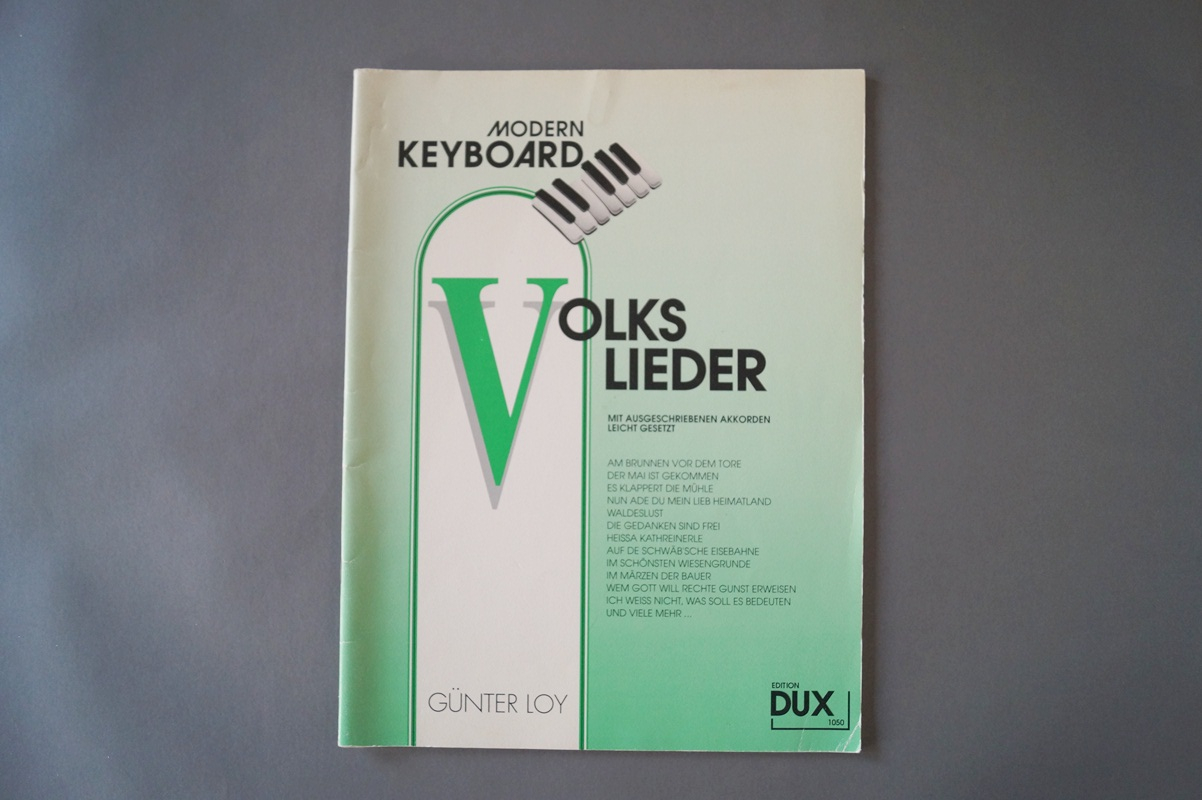 MODERN
KEYBOARD
VOLKS
LIEDER
MIT AUSGESCHRIEBENEN AKKORDEN
LEICHT GESETZT
AM BRUNNEN VOR DEM TORE
DER MAI IST GEKOMMEN
ES KLAPPERT DIE MÜHLE
NUN ADE DU MEIN LIEB HEIMATLAND
WALDESLUST
DIE GEDANKEN SIND FREI
HEISSA KATHREINERLE
AUF DE SCHWÄB'SCHE EISEBAHNE
IM SCHÖNSTEN WIESENGRUNDE
IM MÄRZEN DER BAUER
WEM GOTT WILL RECHTE GUNST ERWEISEN
ICH WEISS NICHT, WAS SOLL ES BEDEUTEN
UND VIELE MEHR ...
GÜNTER LOY
EDITION
DUX
1050